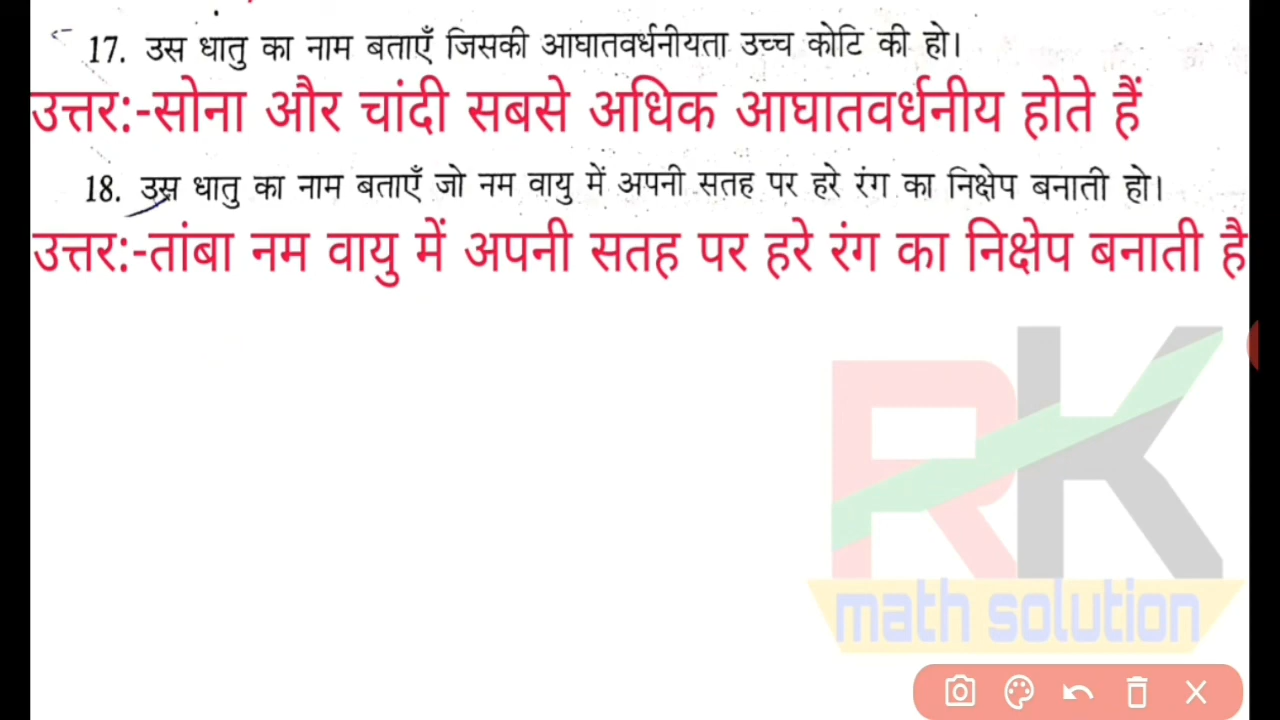 17. उस धातु का नाम बताएँ जिसकी आघातवर्धनीयता उच्च कोटि की हो।
उत्तर:-सोना और चांदी सबसे अधिक आघातवर्धनीय होते हैं
18. उस धातु का नाम बताएँ जो नम वायु में अपनी सतह पर हरे रंग का निक्षेप बनाती हो।
उत्तर:-तांबा नम वायु में अपनी सतह पर हरे रंग का निक्षेप बनाती है
RK
math solution